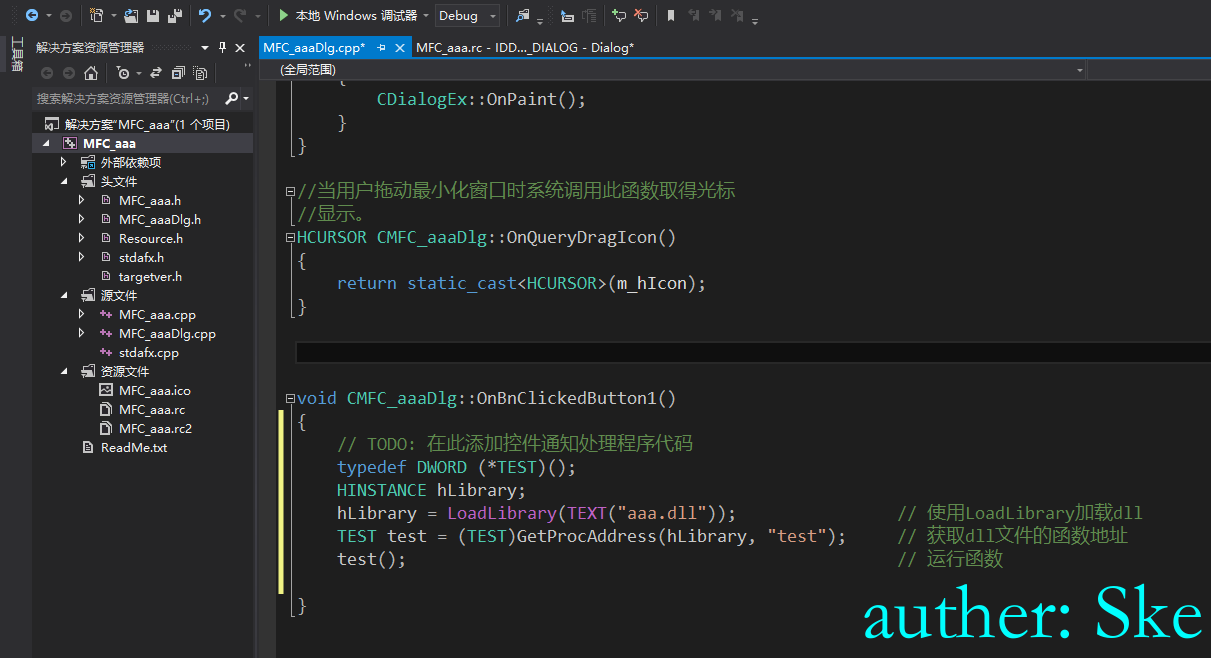 本地 Windows 调试器
Debug
工具箱
解决方案资源管理器
搜索解决方案资源管理器(Ctrl+;)
解决方案"MFC_aaa"(1 个项目)
MFC_aaa
外部依赖项
头文件
MFC_aaa.h
MFC_aaaDlg.h
Resource.h
stdafx.h
targetver.h
源文件
MFC_aaa.cpp
MFC_aaaDlg.cpp
stdafx.cpp
资源文件
MFC_aaa.ico
MFC_aaa.rc
MFC_aaa.rc2
ReadMe.txt
MFC_aaaDlg.cpp*
MFC_aaa.rc - IDD..._DIALOG - Dialog*
(全局范围)
{
CDialogEx::OnPaint();
}
}
//当用户拖动最小化窗口时系统调用此函数取得光标
//显示。
HCURSOR CMFC_aaaDlg::OnQueryDragIcon()
{
return static_cast<HCURSOR>(m_hIcon);
}
void CMFC_aaaDlg::OnBnClickedButton1()
{
// TODO: 在此添加控件通知处理程序代码
typedef DWORD (*TEST)();
HINSTANCE hLibrary;
hLibrary = LoadLibrary(TEXT("aaa.dll")); // 使用LoadLibrary加载dll
TEST test = (TEST)GetProcAddress(hLibrary, "test"); // 获取dll文件的函数地址
test(); // 运行函数
}
auther: Ske